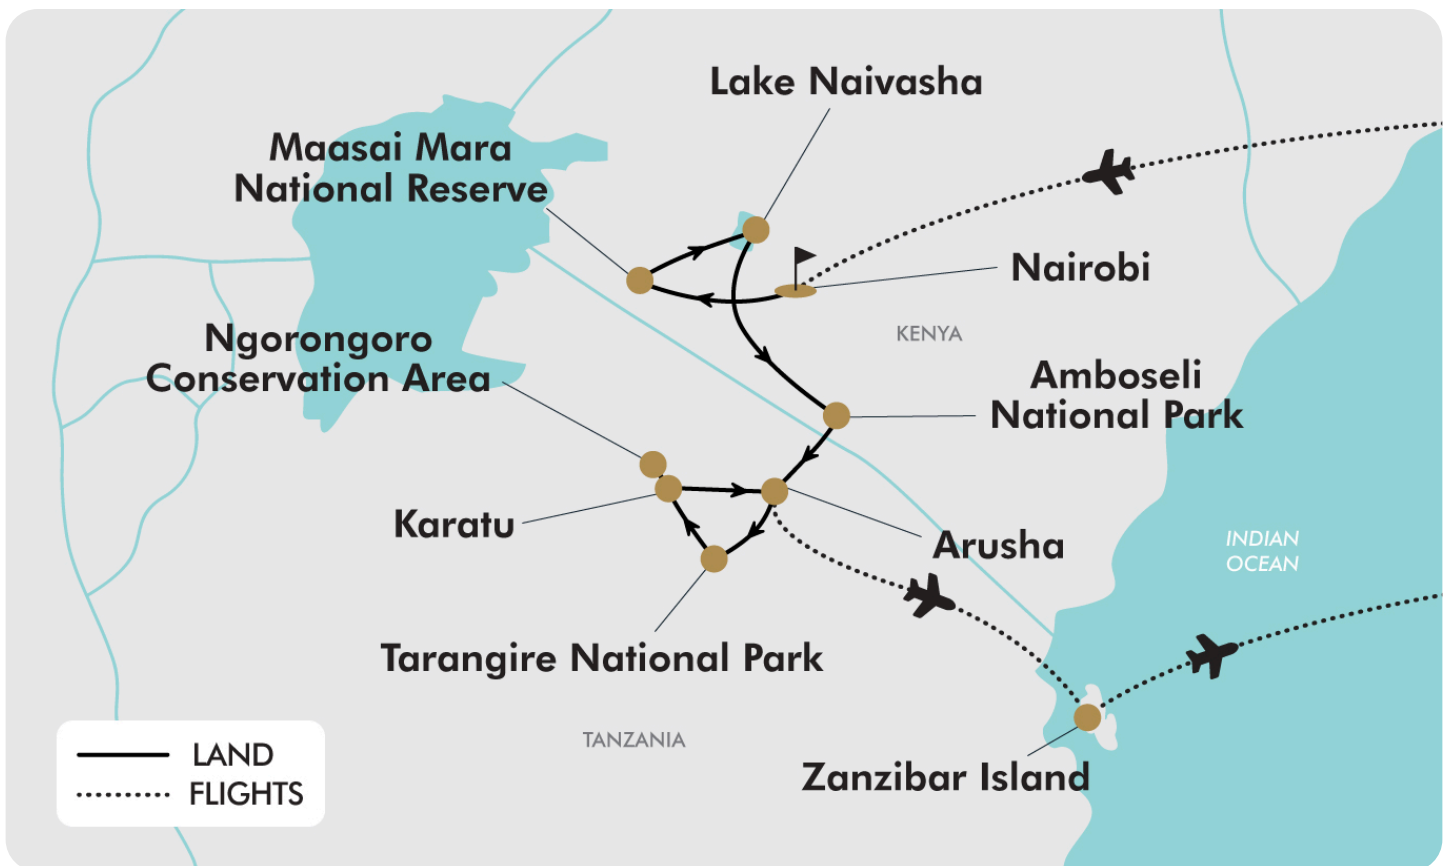 Lake Naivasha
Maasai Mara
National Reserve
Nairobi
KENYA
Ngorongoro
Conservation Area
Amboseli
National Park
Karatu
Arusha
INDIAN
OCEAN
Tarangire National Park
TANZANIA
Zanzibar Island
LAND
FLIGHTS